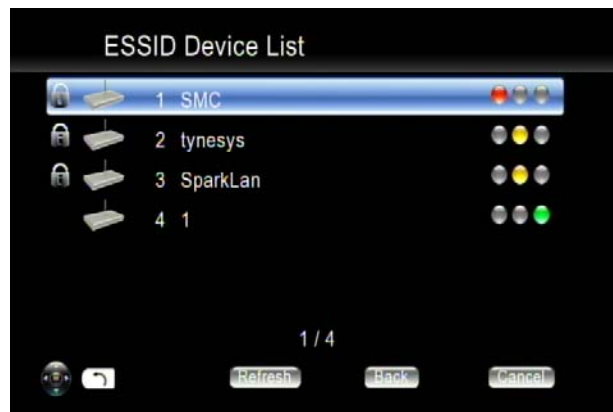 ESSID Device List
1 SMC
2 tynesys
3 SparkLan
4 1
1 / 4
Refresh Back Cancel